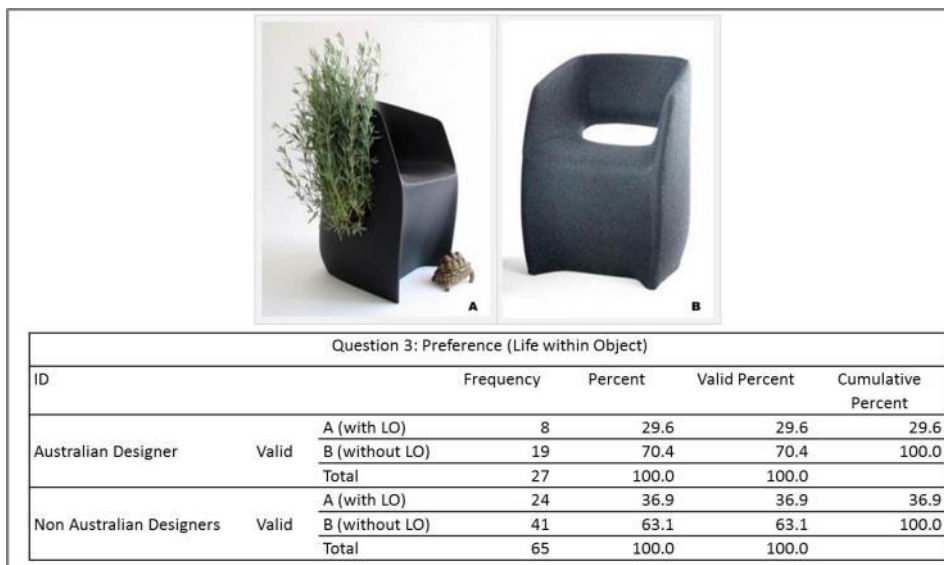 A
B
Question 3: Preference (Life within Object)
ID Frequency Percent Valid Percent Cumulative
Percent
A (with LO) 8 29.6 29.6 29.6
Australian Designer Valid B (without LO) 19 70.4 70.4 100.0
Total 27 100.0 100.0
A (with LO) 24 36.9 36.9 36.9
Non Australian Designers Valid B (without LO) 41 63.1 63.1 100.0
Total 65 100.0 100.0